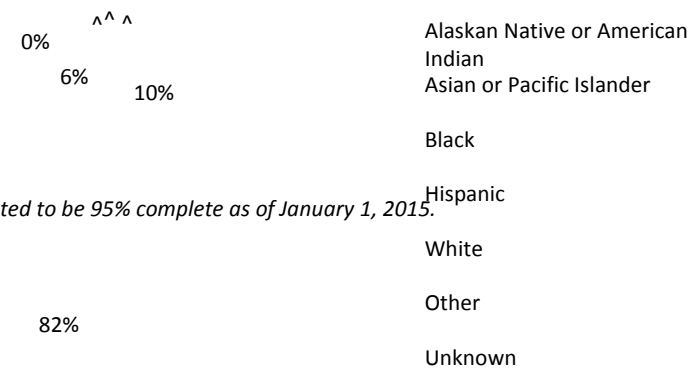 ^^ ^
0%
6%
10%
82%
ted to be 95% complete as of January 1, 2015.
Alaskan Native or American
Indian
Asian or Pacific Islander
Black
Hispanic
White
Other
Unknown